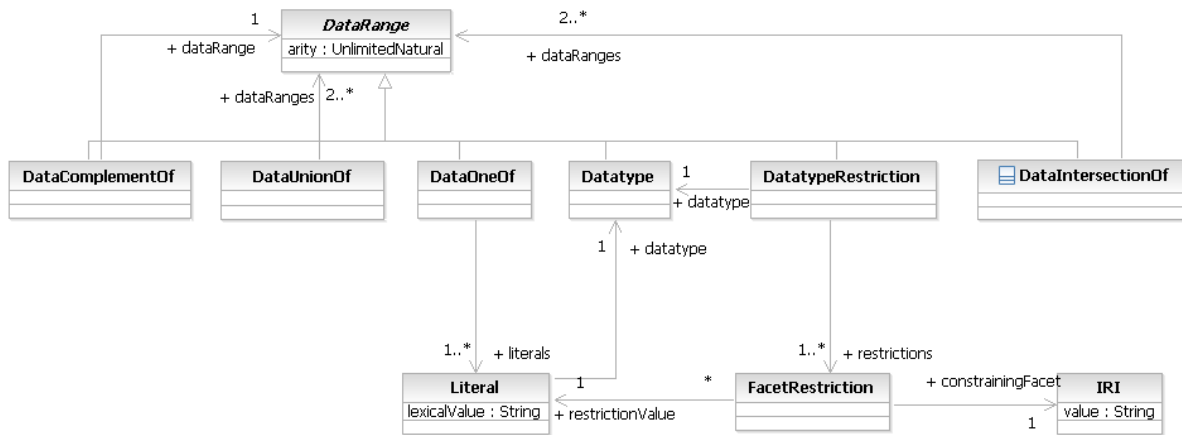 1
DataRange
2..*
arity : UnlimitedNatural
+ dataRange
+ dataRanges
+ dataRanges
2..*
DataComplementOf
DataUnionOf
DataOneOf
Datatype
DatatypeRestriction
DataIntersectionOf
1
+ datatype
1
+ datatype
1..*
+ literals
1..*
+ restrictions
Literal
lexicalValue : String
1
+ restrictionValue
*
FacetRestriction
+ constrainingFacet
1
IRI
value : String